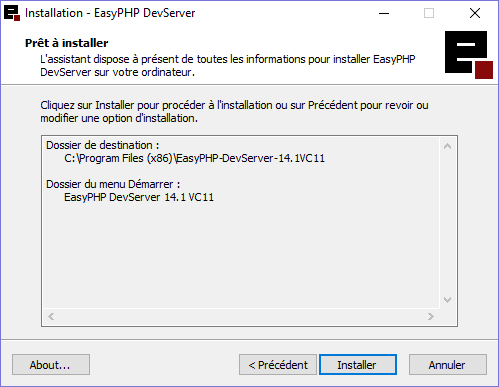 Installation - EasyPHP DevServer
Prêt à installer
L'assistant dispose à présent de toutes les informations pour installer EasyPHP
DevServer sur votre ordinateur.
Cliquez sur Installer pour procéder à l'installation ou sur Précédent pour revoir ou
modifier une option d'installation.
Dossier de destination :
C:\Program Files (x86)\EasyPHP-DevServer-14.1VC11
Dossier du menu Démarrer :
EasyPHP DevServer 14.1 VC11
About...
< Précédent
Installer
Annuler